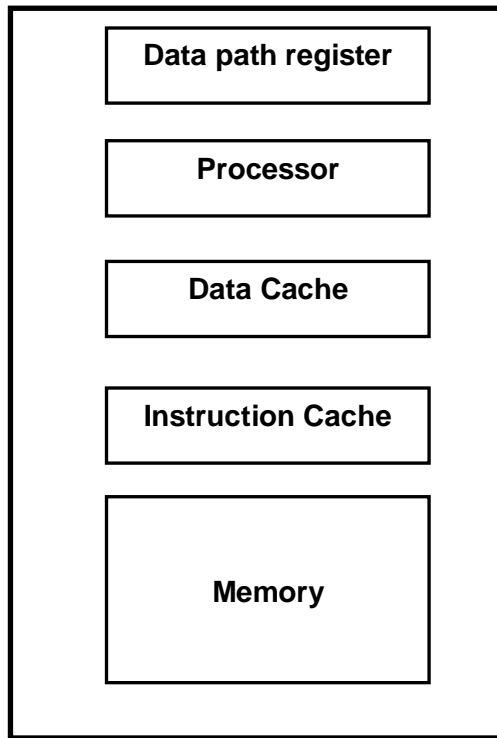 Data path register
Processor
Data Cache
Instruction Cache
Memory